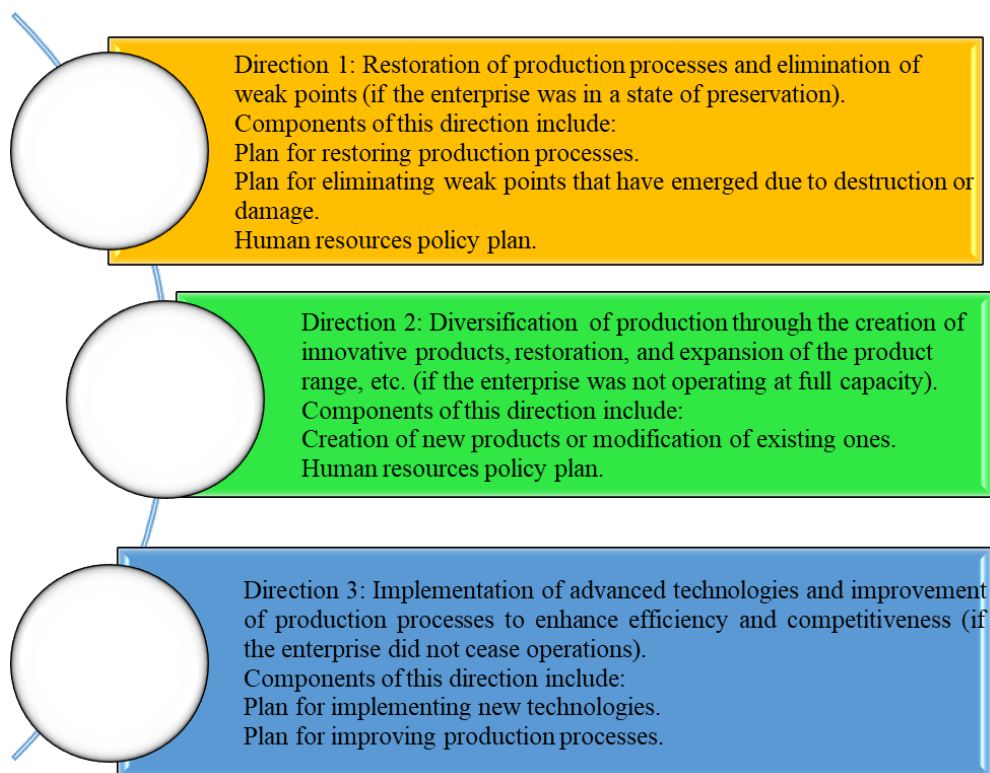 Direction 1: Restoration of production processes and elimination of
weak points (if the enterprise was in a state of preservation).
Components of this direction include:
Plan for restoring production processes.
Plan for eliminating weak points that have emerged due to destruction or
damage.
Human resources policy plan.
Direction 2: Diversification of production through the creation of
innovative products, restoration, and expansion of the product
range, etc. (if the enterprise was not operating at full capacity).
Components of this direction include:
Creation of new products or modification of existing ones.
Human resources policy plan.
Direction 3: Implementation of advanced technologies and improvement
of production processes to enhance efficiency and competitiveness (if
the enterprise did not cease operations).
Components of this direction include:
Plan for implementing new technologies.
Plan for improving production processes.